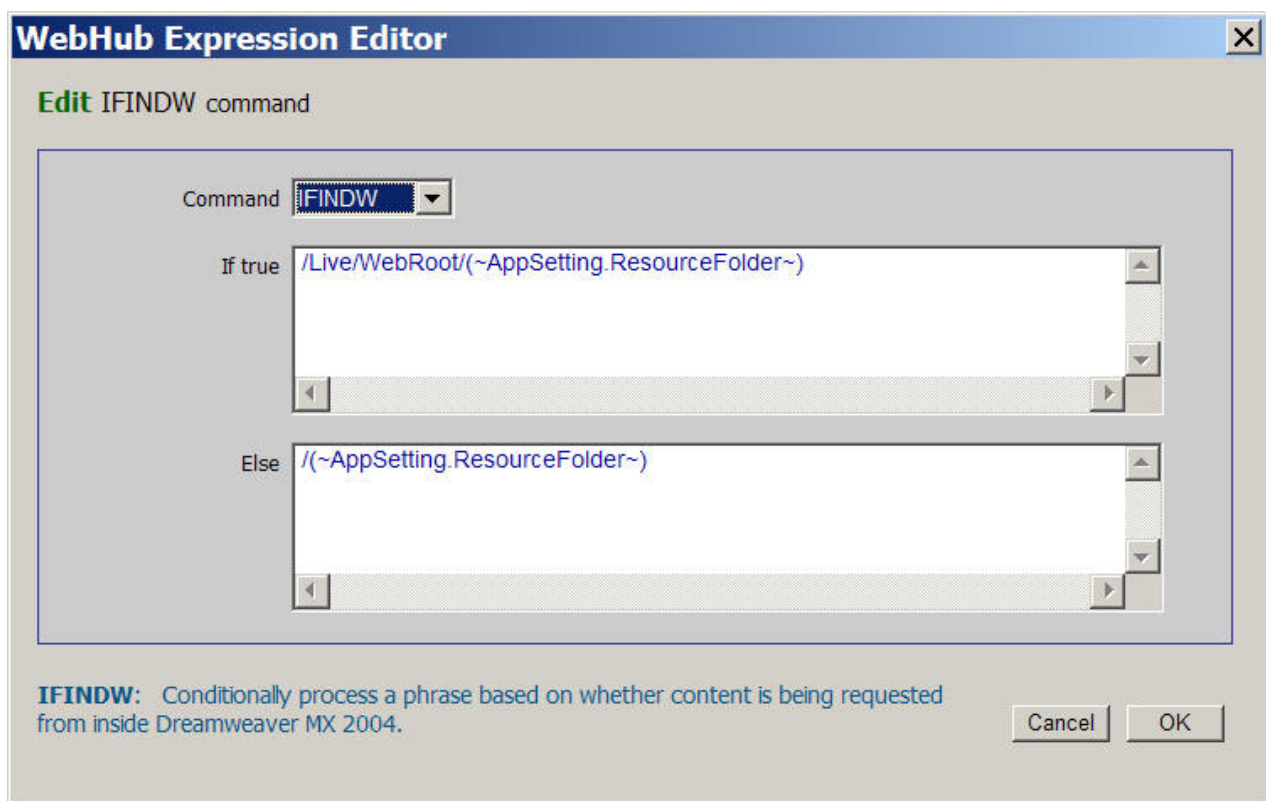 WebHub Expression Editor
Edit IFINDW command
Command IFINDW
If true /Live/WebRoot/(~AppSetting.ResourceFolder~)
Else /(~AppSetting.ResourceFolder~)
IFINDW: Conditionally process a phrase based on whether content is being requested
from inside Dreamweaver MX 2004.
Cancel OK